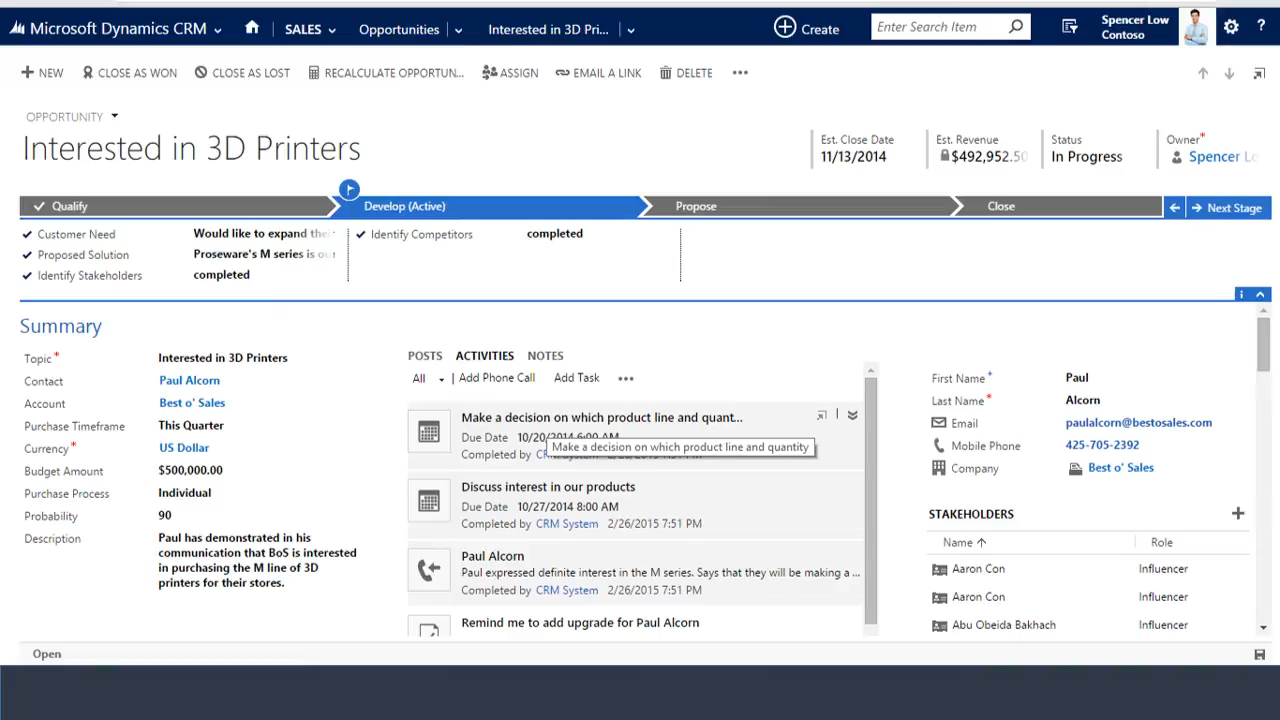 Microsoft Dynamics CRM SALES Opportunities Interested in 3D Pri... Create Enter Search Item Spencer Low
Contoso ?
NEW CLOSE AS WON CLOSE AS LOST RECALCULATE OPPORTUN... ASSIGN EMAIL A LINK DELETE •••
OPPORTUNITY
Interested in 3D Printers
Est. Close Date
11/13/2014
Est. Revenue
$492,952.50
Status
In Progress
Owner*
Spencer Lo
Qualify Develop (Active) Propose Close Next Stage
Customer Need Would like to expand thei
Proposed Solution Proseware's M series is ou
Identify Stakeholders completed
Identify Competitors completed
i
Summary
Topic* Interested in 3D Printers
Contact Paul Alcorn
Account Best o' Sales
Purchase Timeframe This Quarter
Currency* US Dollar
Budget Amount $500,000.00
Purchase Process Individual
Probability 90
Description Paul has demonstrated in his
communication that BoS is interested
in purchasing the M line of 3D
printers for their stores.
POSTS ACTIVITIES NOTES
All | Add Phone Call Add Task •••
Make a decision on which product line and quant...
Due Date 10/20/2014 6:00 AM
Make a decision on which product line and quantity
Completed by
Discuss interest in our products
Due Date 10/27/2014 8:00 AM
Completed by CRM System 2/26/2015 7:51 PM
Paul Alcorn
Paul expressed definite interest in the M series. Says that they will be making a ...
Completed by CRM System 2/26/2015 7:51 PM
Remind me to add upgrade for Paul Alcorn
First Name+ Paul
Last Name* Alcorn
Email paulalcorn@bestosales.com
Mobile Phone 425-705-2392
Company Best o' Sales
STAKEHOLDERS +
Name Role
Aaron Con Influencer
Aaron Con Influencer
Abu Obeida Bakhach Influencer
Open